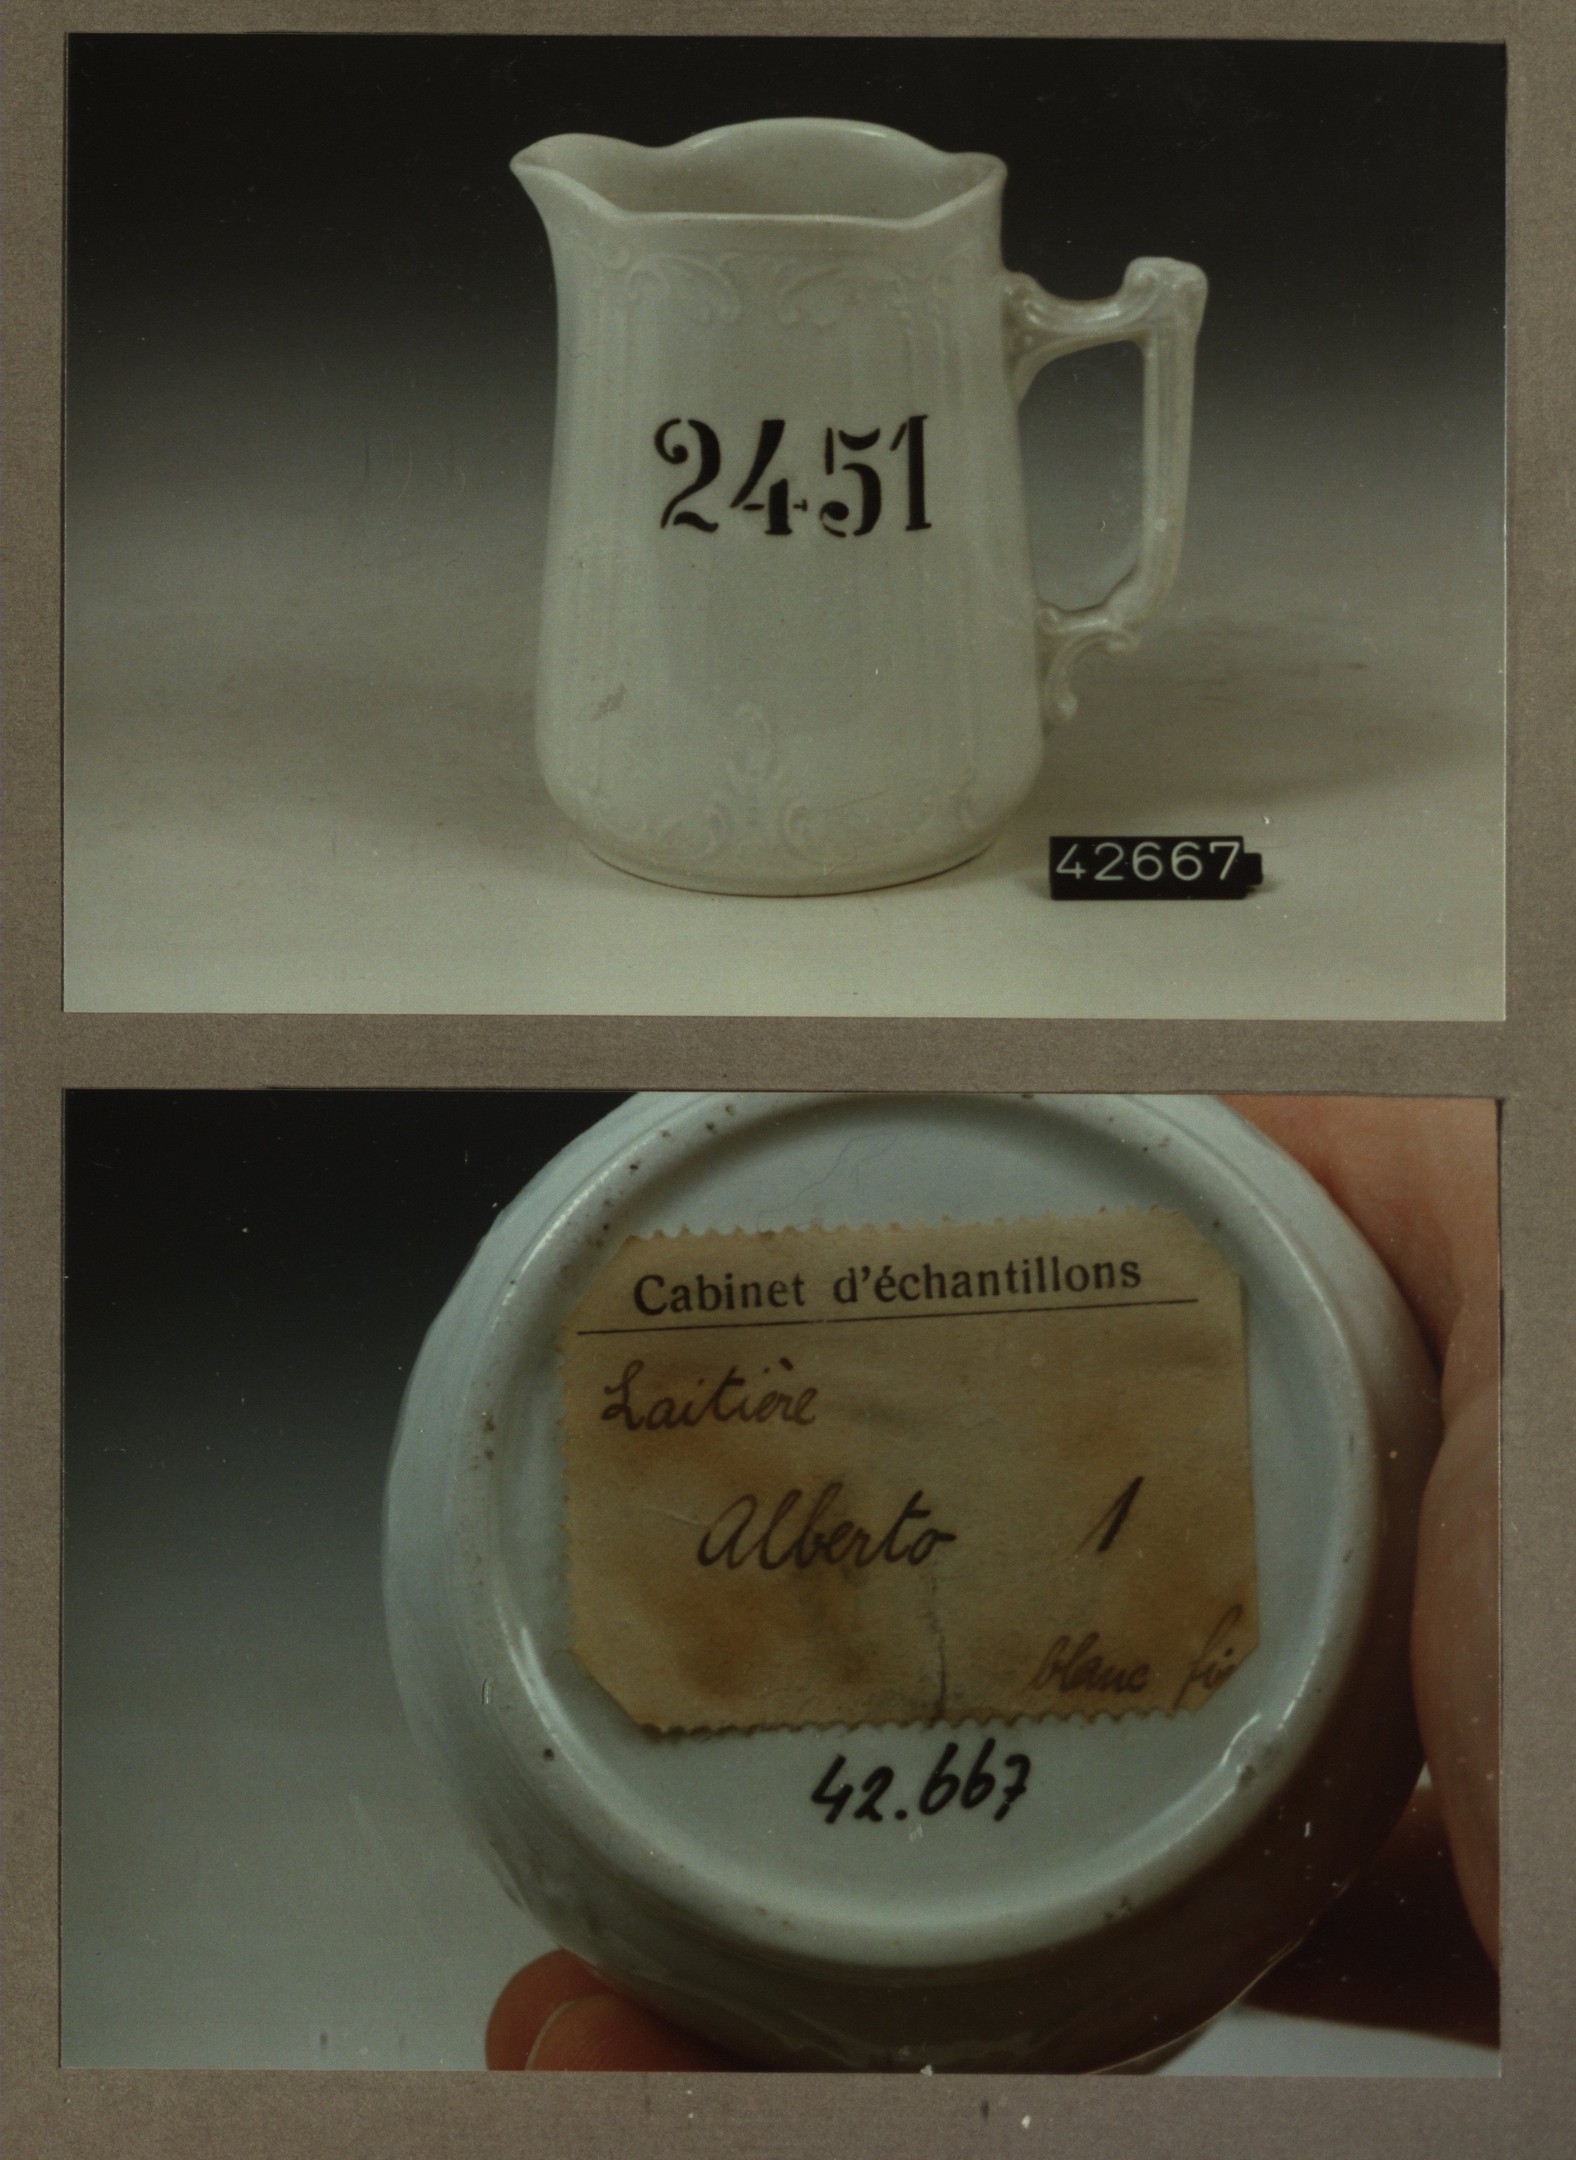 2451
42667
Cabinet d'échantillons
Laitière
Alberto 1
blanc
42.667